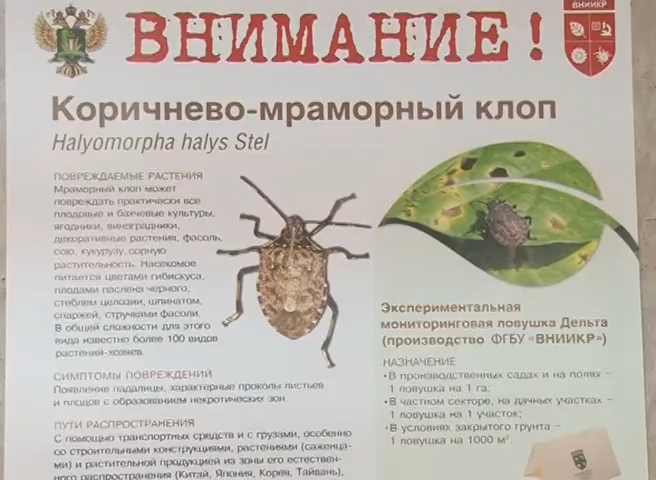 ВНИМАНИЕ!
ВНИИКР
Коричнево-мраморный клоп
Halyomorpha halys Stel
ПОВРЕЖДАЕМЫЕ РАСТЕНИЯ
Мраморный клоп может
повреждать практически все
плодовые и бахчевые культуры,
ягодники, виноградники,
декоративные растения, фасоль,
сою, кукурузу, сорную
растительность. Насекомое
питается цветами гибискуса,
плодами паслена черного,
стеблем целозии, шпинатом,
спаржей, стручками фасоли.
В общей сложности для этого
вида известно более 100 видов
растений-хозяев.
СИМПТОМЫ ПОВРЕЖДЕНИЙ
Появление падалицы, характерные проколы листьев
и плодов с образованием некротических зон.
ПУТИ РАСПРОСТРАНЕНИЯ
С помощью транспортных средств и с грузами, особенно
со строительными конструкциями, растениями (саженца-
ми) и растительной продукцией из зоны его естествен-
ного распространения (Китай, Япония, Корея, Тайвань),
Экспериментальная
мониторинговая ловушка Дельта
(производство ФГБУ «ВНИИКР»)
НАЗНАЧЕНИЕ
•В производственных садах и на полях –
1 ловушка на 1 га;
•В частном секторе, на дачных участках –
1 ловушка на 1 участок;
•В условиях закрытого грунта –
1 ловушка на 1000 м².